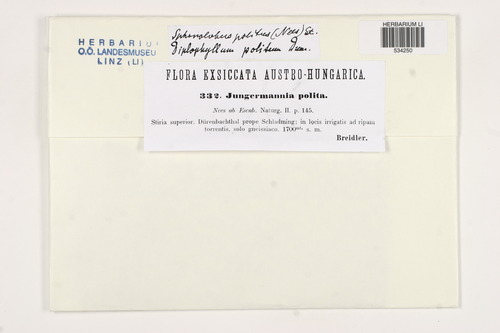 Sphenolobus politus (Nees) St.
Diplophyllum politum Dum.
HERBARIUM
O.Ö. LANDESMUSEU
LINZ (LI)
HERBARIUM LI
534250
FLORA EXSICCATA AUSTRO-HUNGARICA.
332. Jungermannia polita.
Nees ab Esenb. Naturg. II. p. 145.
Stiria superior. Dürrenbachthal prope Schladming: in locis irrigatis ad ripam
torrentis, solo gneissiaco. 1700 s. m.
Breidler.